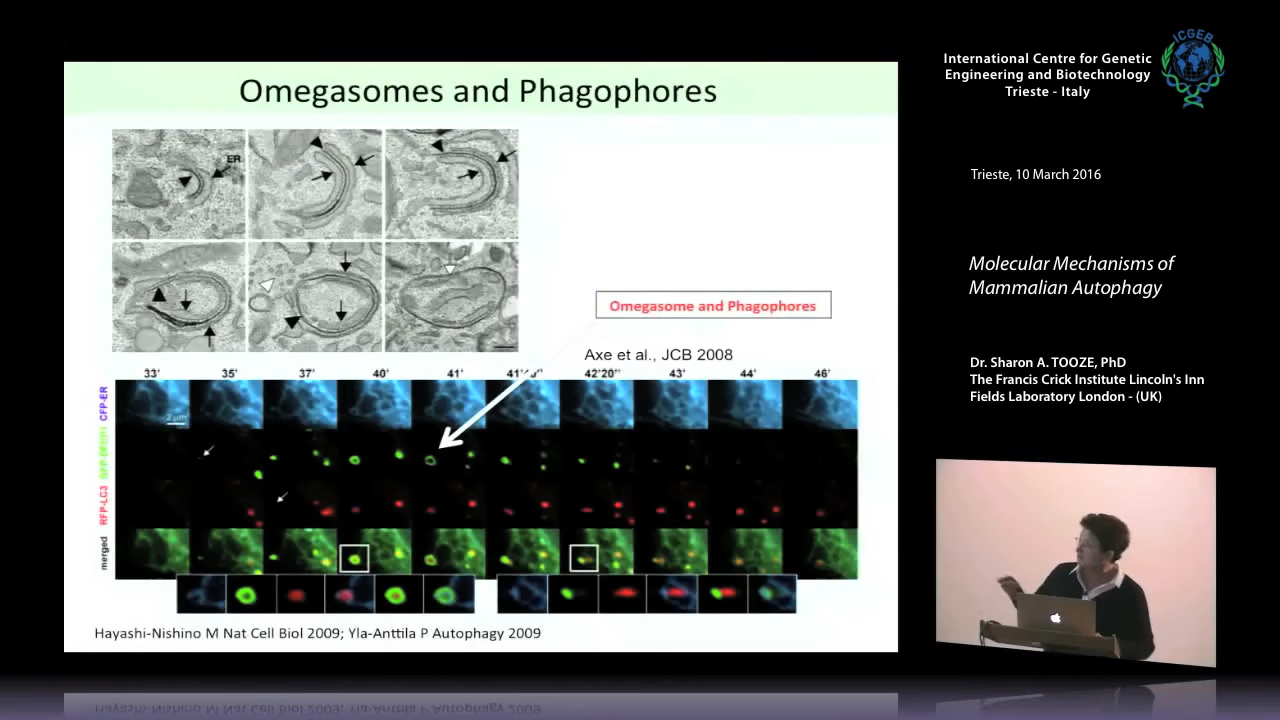 Omegasomes and Phagophores
ER
Omegasome and Phagophores
Axe et al., JCB 2008
33' 35' 37' 40' 41' 42'20" 43' 44' 46'
CFP-ER
2 µm
RFP-LC3
merged
Hayashi-Nishino M Nat Cell Biol 2009; Yla-Anttila P Autophagy 2009
ICGEB
International Centre for Genetic
Engineering and Biotechnology
Trieste - Italy
Trieste, 10 March 2016
Molecular Mechanisms of
Mammalian Autophagy
Dr. Sharon A. TOOZE, PhD
The Francis Crick Institute Lincoln's Inn
Fields Laboratory London - (UK)